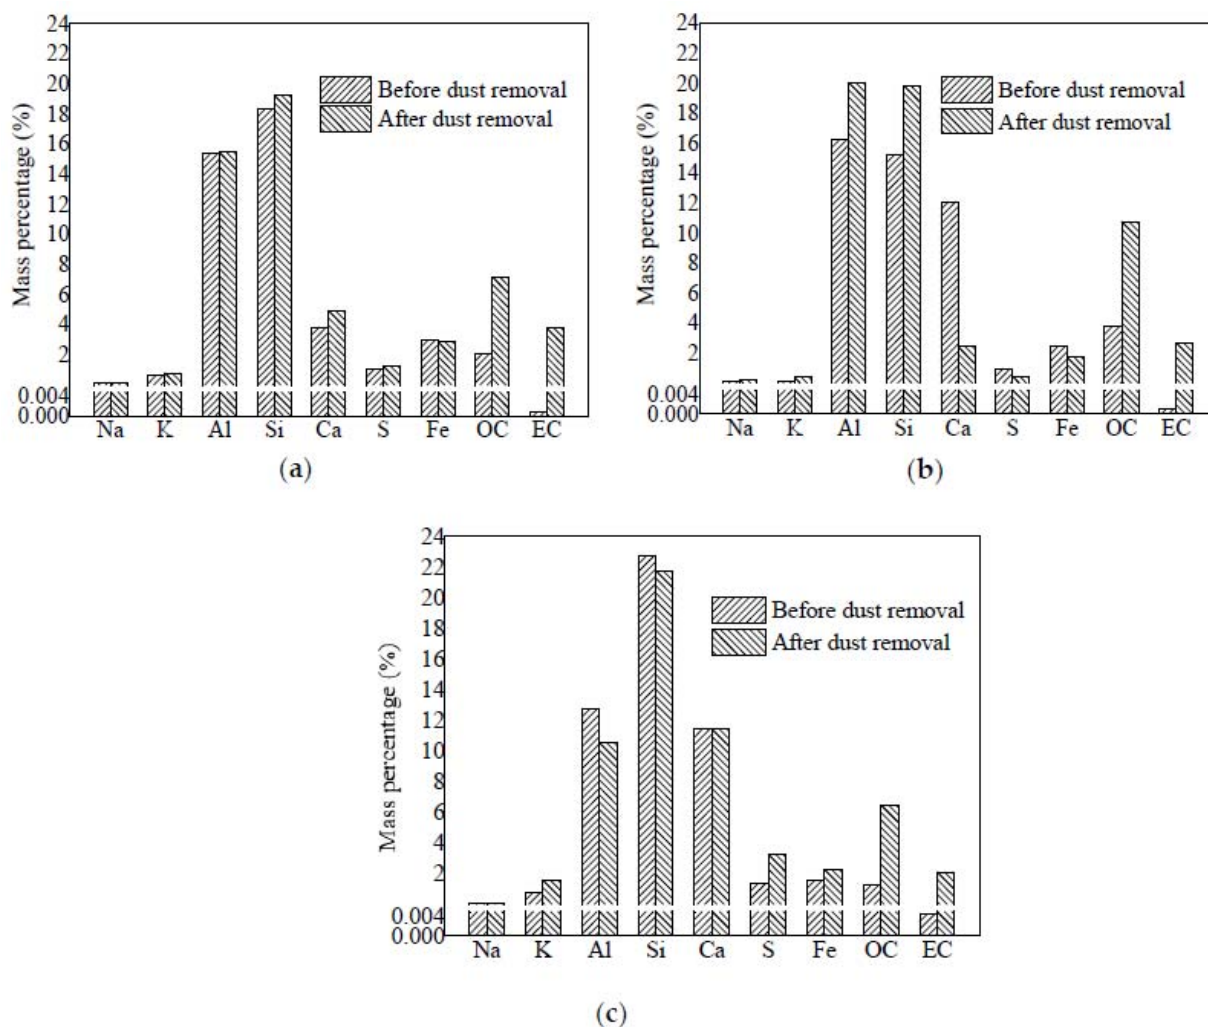 24
22
20
18
16
14
12
10
8
6
4
2
0.004
0.000
Mass percentage (%)
Before dust removal
After dust removal
Na K Al Si Ca S Fe OC EC
(a)
24
22
20
18
16
14
12
10
8
6
4
2
0.004
0.000
Mass percentage (%)
Before dust removal
After dust removal
Na K Al Si Ca S Fe OC EC
(b)
24
22
20
18
16
14
12
10
8
6
4
2
0.004
0.000
Mass percentage (%)
Before dust removal
After dust removal
Na K Al Si Ca S Fe OC EC
(c)